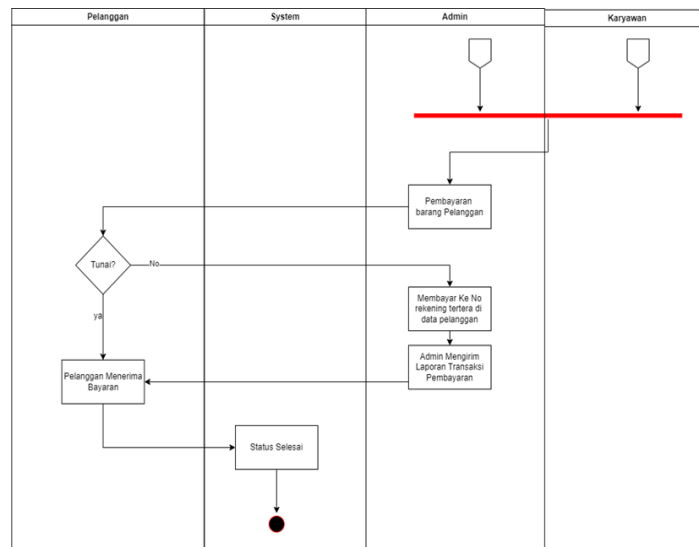 Pelanggan
System
Admin
Karyawan
Pembayaran
barang Pelanggan
Tunai?
No
Membayar Ke No
rekening tertera di
data pelanggan
ya
Admin Mengirim
Laporan Transaksi
Pembayaran
Pelanggan Menerima
Bayaran
Status Selesai